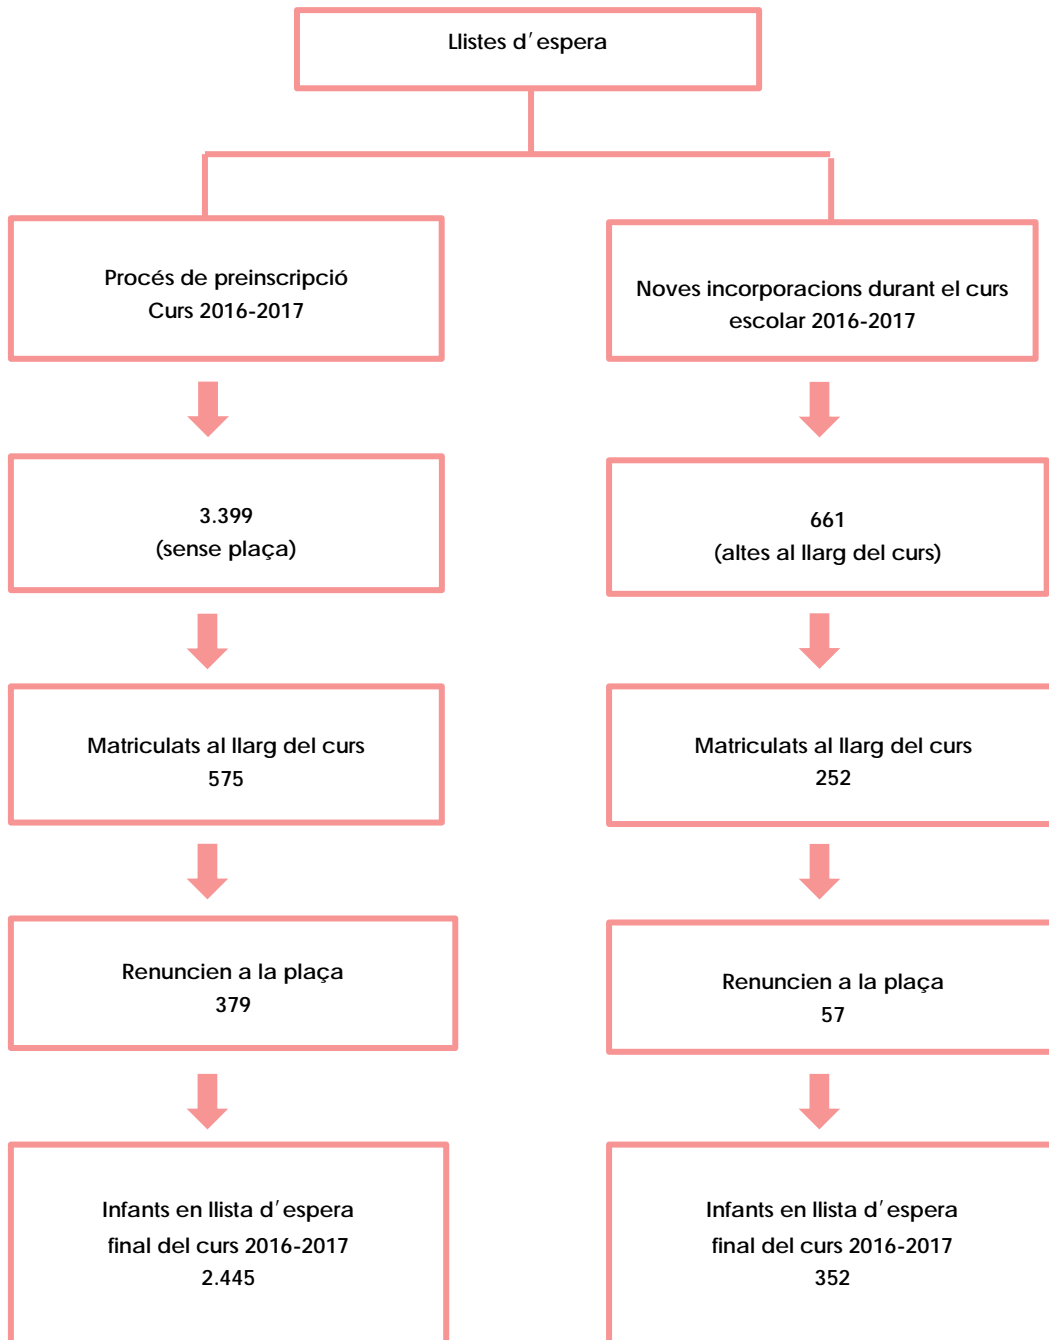 Llistes d'espera
Procés de preinscripció
Curs 2016-2017
Noves incorporacions durant el curs
escolar 2016-2017
3.399
(sense plaça)
661
(altes al llarg del curs)
Matriculats al llarg del curs
575
Matriculats al llarg del curs
252
Renuncien a la plaça
379
Renuncien a la plaça
57
Infants en llista d'espera
final del curs 2016-2017
2.445
Infants en llista d'espera
final del curs 2016-2017
352